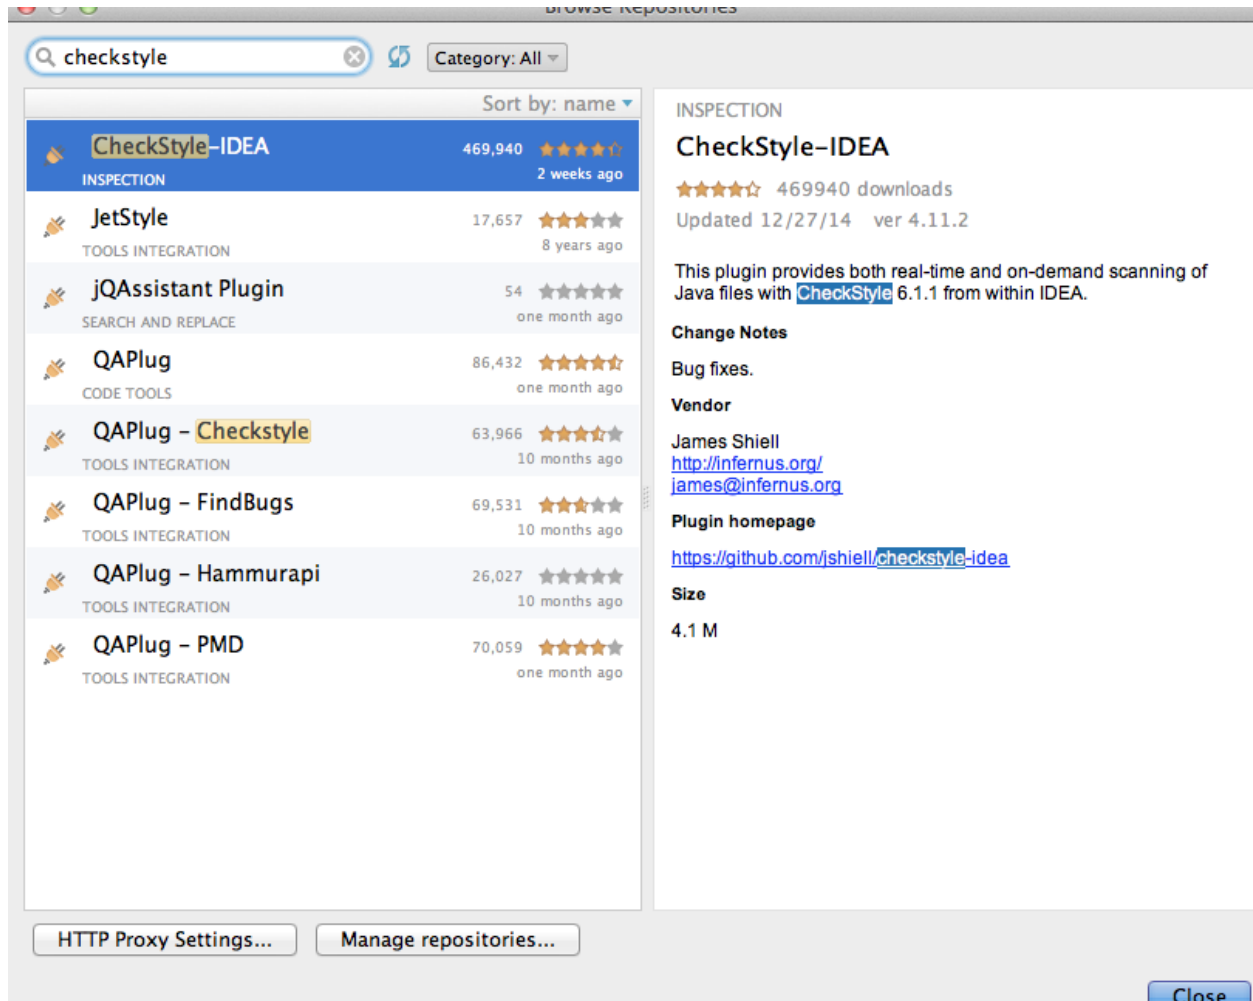 Browse Repositories
checkstyle
Category: All
Sort by: name
CheckStyle-IDEA
469,940
INSPECTION
2 weeks ago
JetStyle
17,657
TOOLS INTEGRATION
8 years ago
jQAssistant Plugin
54
SEARCH AND REPLACE
one month ago
QAPlug
86,432
CODE TOOLS
one month ago
QAPlug – Checkstyle
63,966
TOOLS INTEGRATION
10 months ago
QAPlug – FindBugs
69,531
TOOLS INTEGRATION
10 months ago
QAPlug – Hammurapi
26,027
TOOLS INTEGRATION
10 months ago
QAPlug – PMD
70,059
TOOLS INTEGRATION
one month ago
INSPECTION
CheckStyle-IDEA
469940 downloads
Updated 12/27/14 ver 4.11.2
This plugin provides both real-time and on-demand scanning of
Java files with CheckStyle 6.1.1 from within IDEA.
Change Notes
Bug fixes.
Vendor
James Shiell
http://infernus.org/
james@infernus.org
Plugin homepage
https://github.com/jshiell/checkstyle-idea
Size
4.1 M
HTTP Proxy Settings...
Manage repositories...
Close